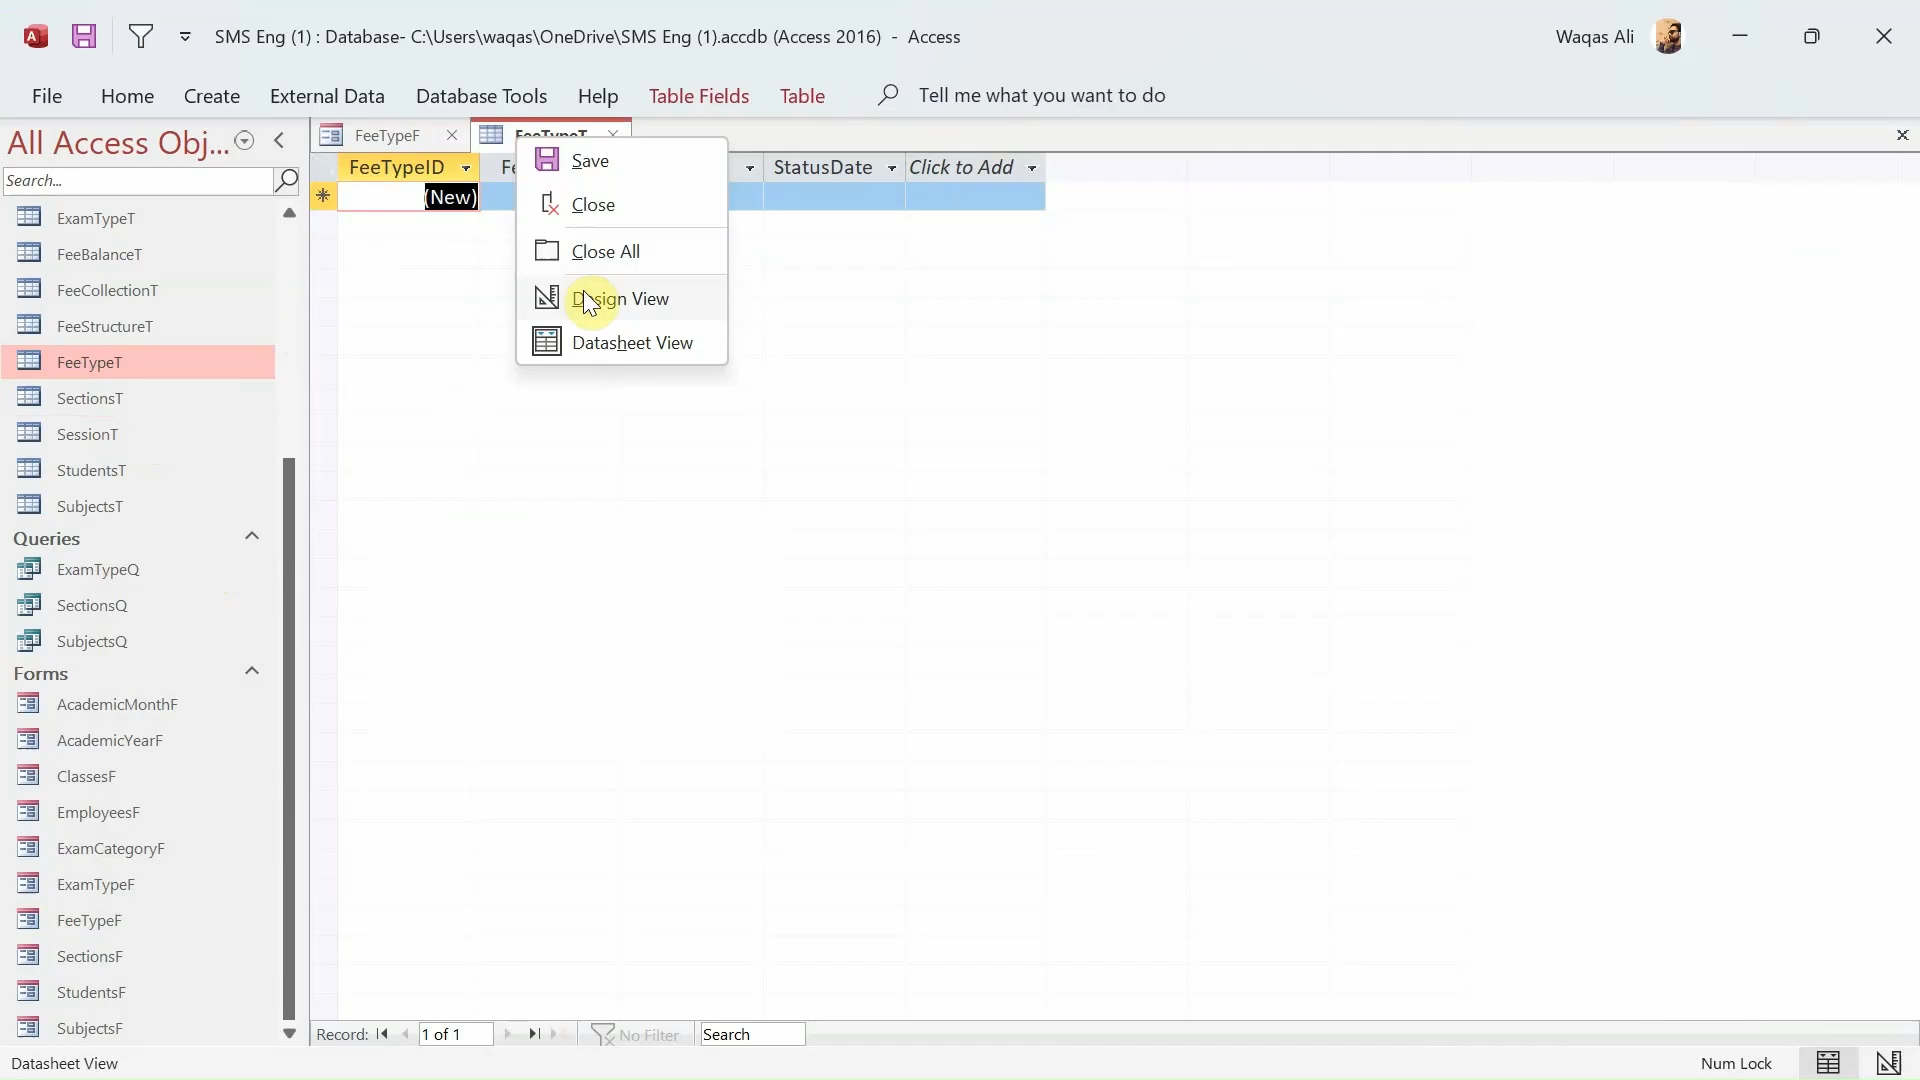 SMS Eng (1) : Database- C:\Users\waqas\OneDrive\SMS Eng (1).accdb (Access 2016) - Access
Waqas Ali
File Home Create External Data Database Tools Help Table Fields Table Tell me what you want to do
All Access Obj...
Search...
ExamTypeT
FeeBalanceT
FeeCollectionT
FeeStructureT
FeeTypeT
SectionsT
SessionT
StudentsT
SubjectsT
Queries
ExamTypeQ
SectionsQ
SubjectsQ
Forms
AcademicMonthF
AcademicYearF
ClassesF
EmployeesF
ExamCategoryF
ExamTypeF
FeeTypeF
SectionsF
StudentsF
SubjectsF
FeeTypeF FeeTypeT
FeeTypeID Fe StatusDate Click to Add
(New)
Save
Close
Close All
Design View
Datasheet View
Record: 1 of 1 No Filter Search
Datasheet View
Num Lock